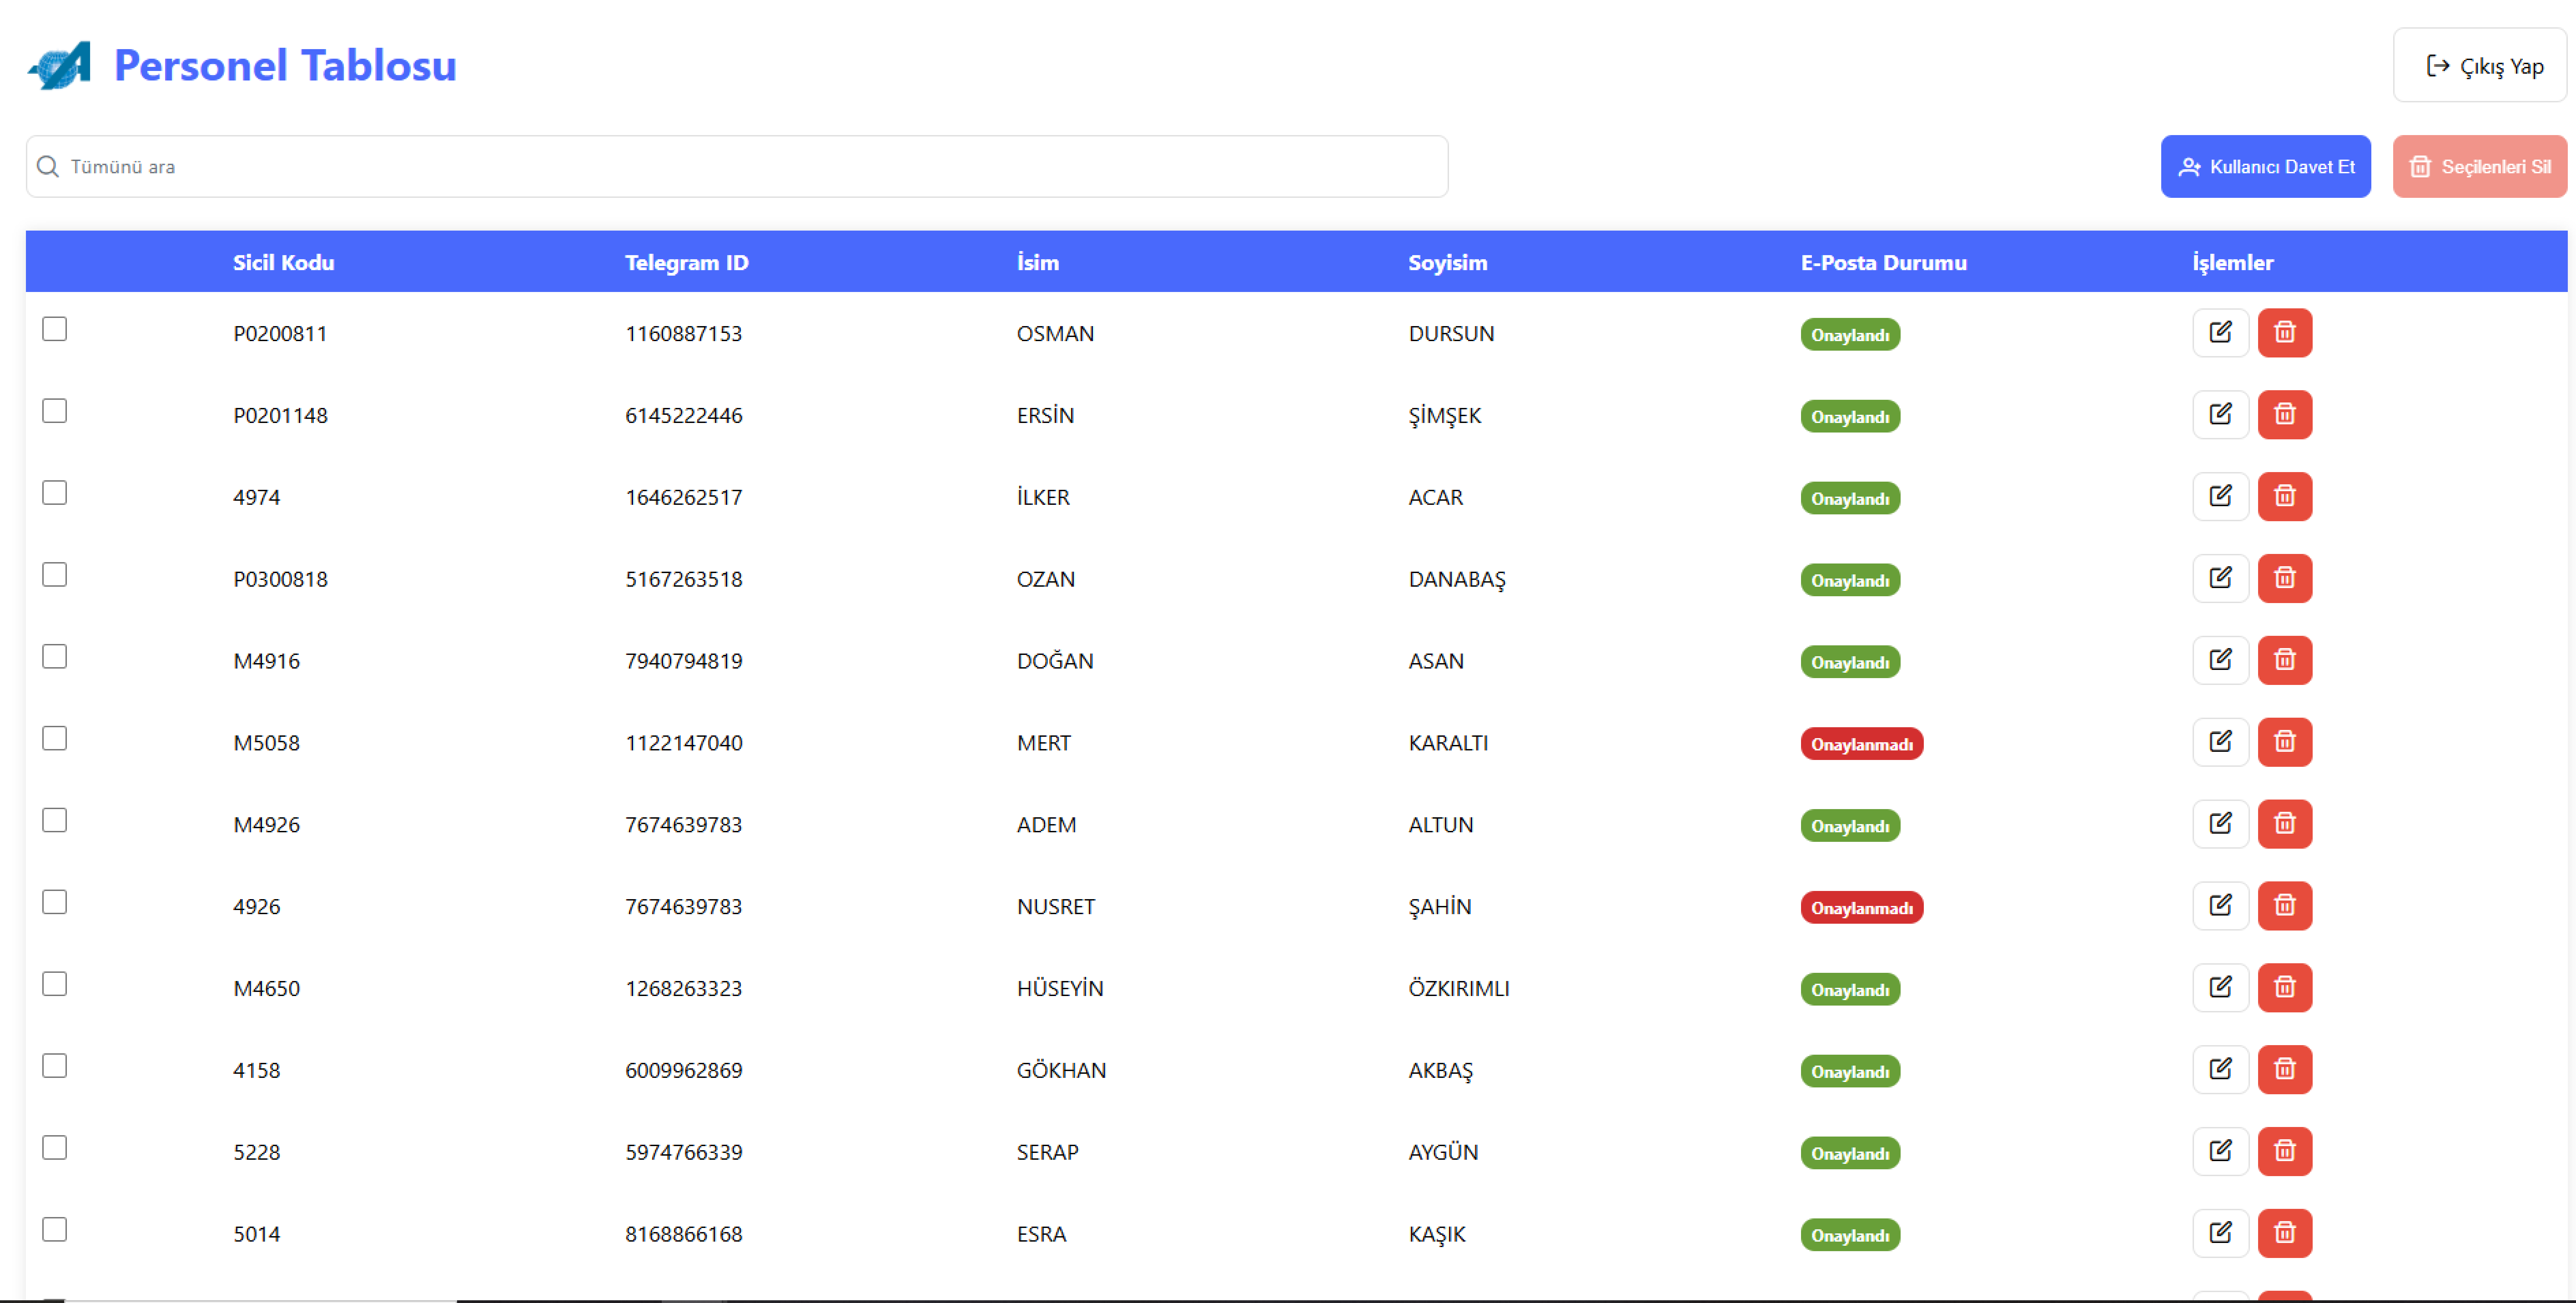 Personel Tablosu
Çıkış Yap
Tümünü ara
Kullanıcı Davet Et
Seçilenleri Sil
Sicil Kodu Telegram ID İsim Soyisim E-Posta Durumu İşlemler
P0200811 1160887153 OSMAN DURSUN Onaylandı
P0201148 6145222446 ERSİN ŞİMŞEK Onaylandı
4974 1646262517 İLKER ACAR Onaylandı
P0300818 5167263518 OZAN DANABAŞ Onaylandı
M4916 7940794819 DOĞAN ASAN Onaylandı
M5058 1122147040 MERT KARALTI Onaylanmadı
M4926 7674639783 ADEM ALTUN Onaylandı
4926 7674639783 NUSRET ŞAHİN Onaylanmadı
M4650 1268263323 HÜSEYİN ÖZKIRIMLI Onaylandı
4158 6009962869 GÖKHAN AKBAŞ Onaylandı
5228 5974766339 SERAP AYGÜN Onaylandı
5014 8168866168 ESRA KAŞIK Onaylandı